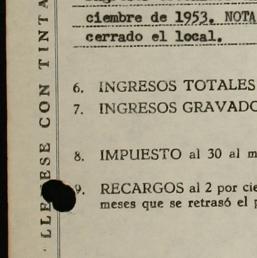 ciembre de 1953. NOTA
cerrado el local.
6. INGRESOS TOTALES
7. INGRESOS GRAVADO
8. IMPUESTO al 30 al m
9. RECARGOS al 2 por cie
meses que se retrasó el p
LLENESE CON TINTA